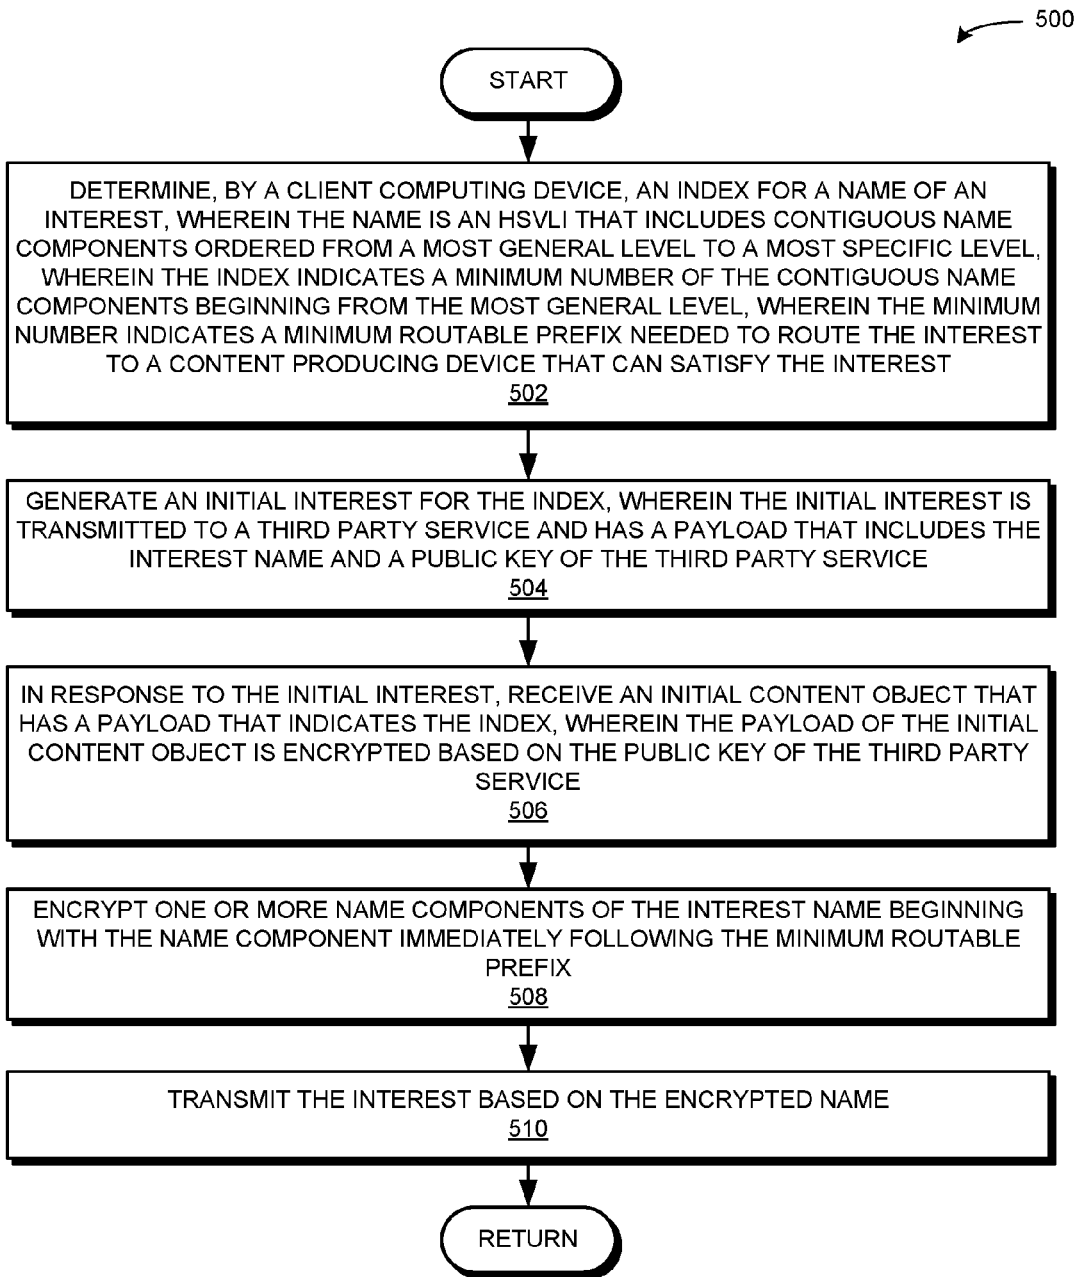 500
START
DETERMINE, BY A CLIENT COMPUTING DEVICE, AN INDEX FOR A NAME OF AN
INTEREST, WHEREIN THE NAME IS AN HSVLI THAT INCLUDES CONTIGUOUS NAME
COMPONENTS ORDERED FROM A MOST GENERAL LEVEL TO A MOST SPECIFIC LEVEL,
WHEREIN THE INDEX INDICATES A MINIMUM NUMBER OF THE CONTIGUOUS NAME
COMPONENTS BEGINNING FROM THE MOST GENERAL LEVEL, WHEREIN THE MINIMUM
NUMBER INDICATES A MINIMUM ROUTABLE PREFIX NEEDED TO ROUTE THE INTEREST
TO A CONTENT PRODUCING DEVICE THAT CAN SATISFY THE INTEREST
502
GENERATE AN INITIAL INTEREST FOR THE INDEX, WHEREIN THE INITIAL INTEREST IS
TRANSMITTED TO A THIRD PARTY SERVICE AND HAS A PAYLOAD THAT INCLUDES THE
INTEREST NAME AND A PUBLIC KEY OF THE THIRD PARTY SERVICE
504
IN RESPONSE TO THE INITIAL INTEREST, RECEIVE AN INITIAL CONTENT OBJECT THAT
HAS A PAYLOAD THAT INDICATES THE INDEX, WHEREIN THE PAYLOAD OF THE INITIAL
CONTENT OBJECT IS ENCRYPTED BASED ON THE PUBLIC KEY OF THE THIRD PARTY
SERVICE
506
ENCRYPT ONE OR MORE NAME COMPONENTS OF THE INTEREST NAME BEGINNING
WITH THE NAME COMPONENT IMMEDIATELY FOLLOWING THE MINIMUM ROUTABLE
PREFIX
508
TRANSMIT THE INTEREST BASED ON THE ENCRYPTED NAME
510
RETURN